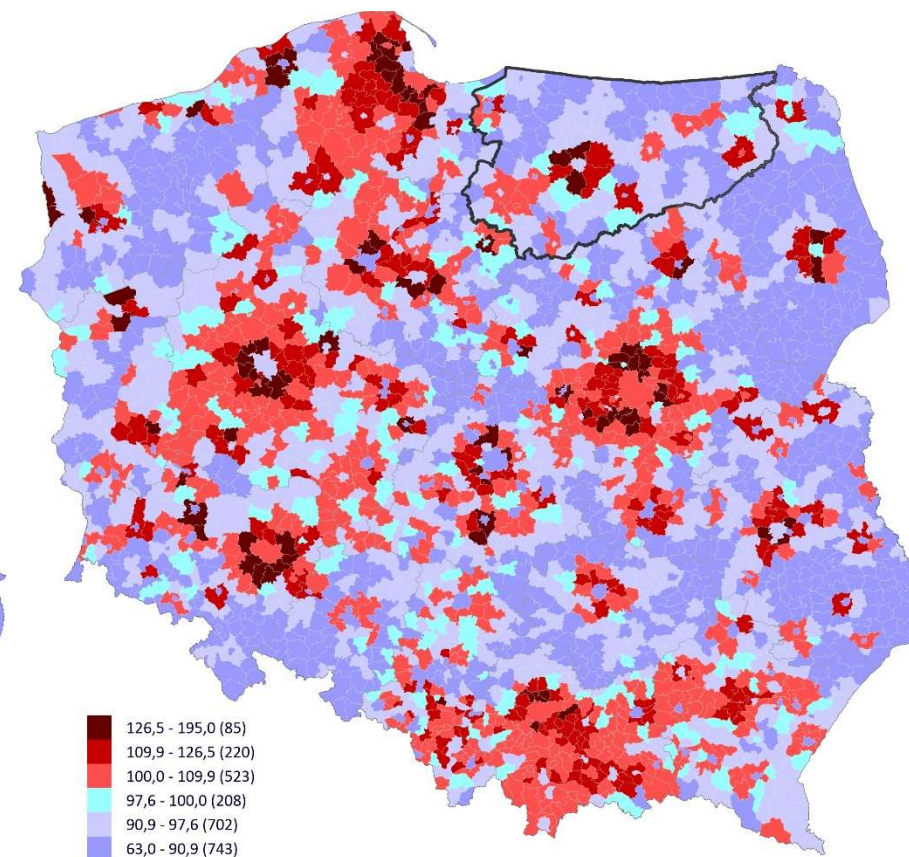 126,5 - 195,0 (85)
109,9 - 126,5 (220)
100,0 - 109,9 (523)
97,6 - 100,0 (208)
90,9 - 97,6 (702)
63,0 - 90,9 (743)